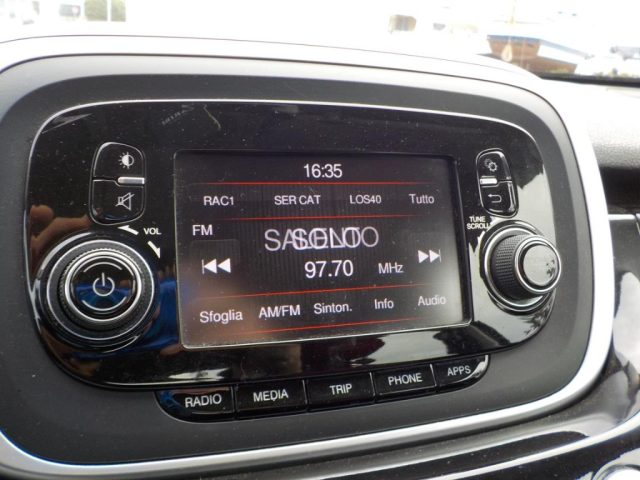 16:35
RAC1 SER CAT LOS40 Tutto
FM
97.70 MHz
Sfoglia AM/FM Sinton. Info Audio
VOL
TUNE
SCROLL
RADIO MEDIA TRIP PHONE APPS